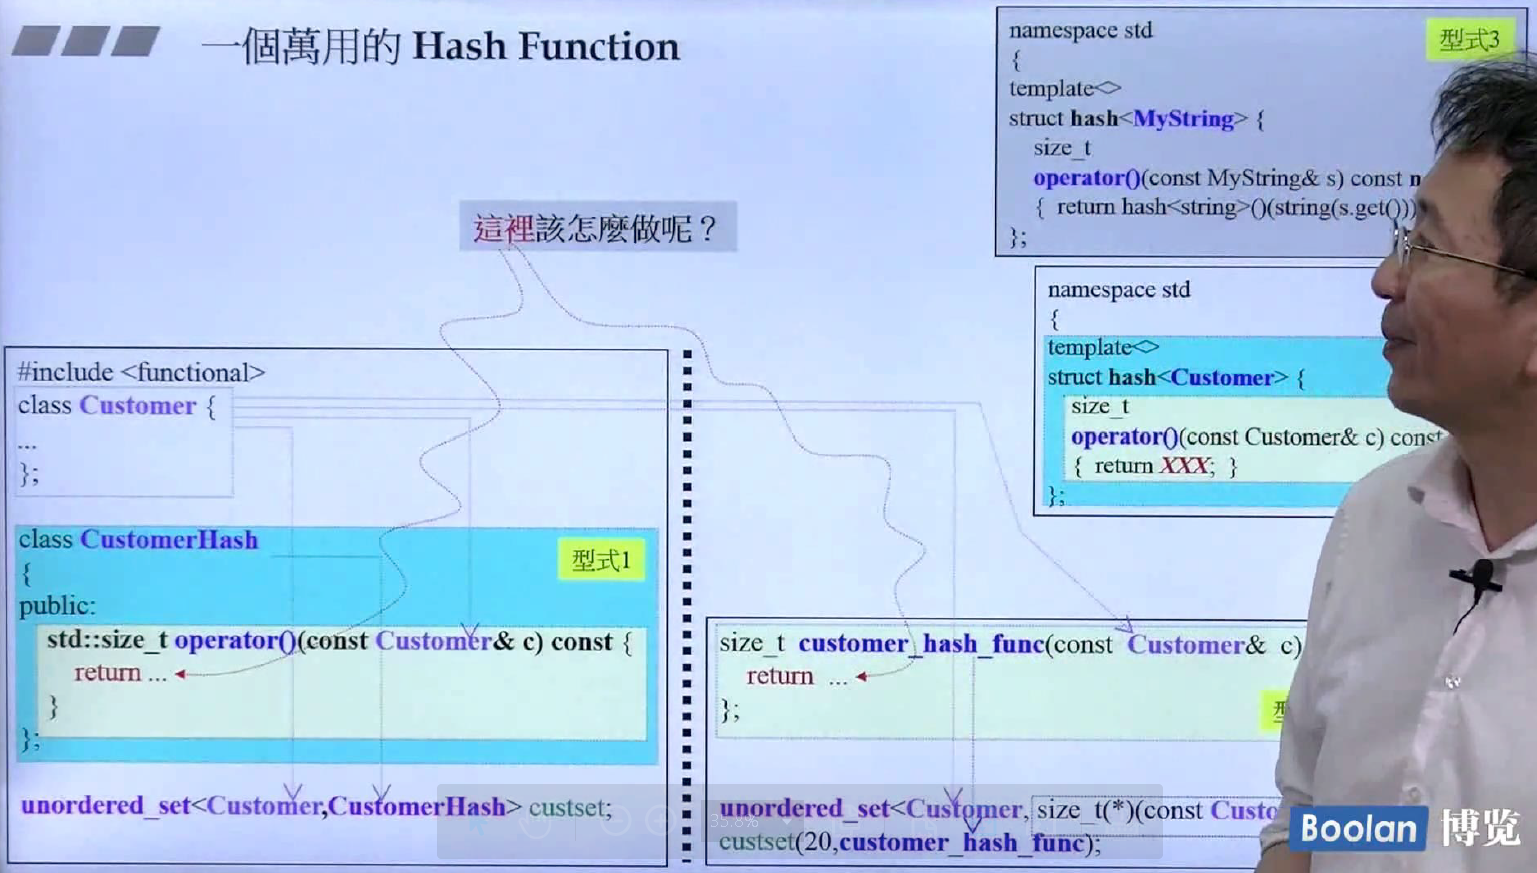 一個萬用的 Hash Function
namespace std
型式3
{
template<>
struct hash<MyString> {
size_t
operator()(const MyString& s) const n
{ return hash<string>()(string(s.get()))
};
這裡該怎麼做呢？
namespace std
{
template<>
struct hash<Customer> {
size_t
operator()(const Customer& c) const
{ return XXX; }
};
#include <functional>
class Customer {
...
};
class CustomerHash
型式1
{
public:
std::size_t operator()(const Customer& c) const {
return ...
}
};
unordered_set<Customer,CustomerHash> custset;
size_t customer_hash_func(const Customer& c)
return ...
};
型
unordered_set<Customer, size_t(*)(const Custo
custset(20,customer_hash_func);
35.8%
Boolan 博览